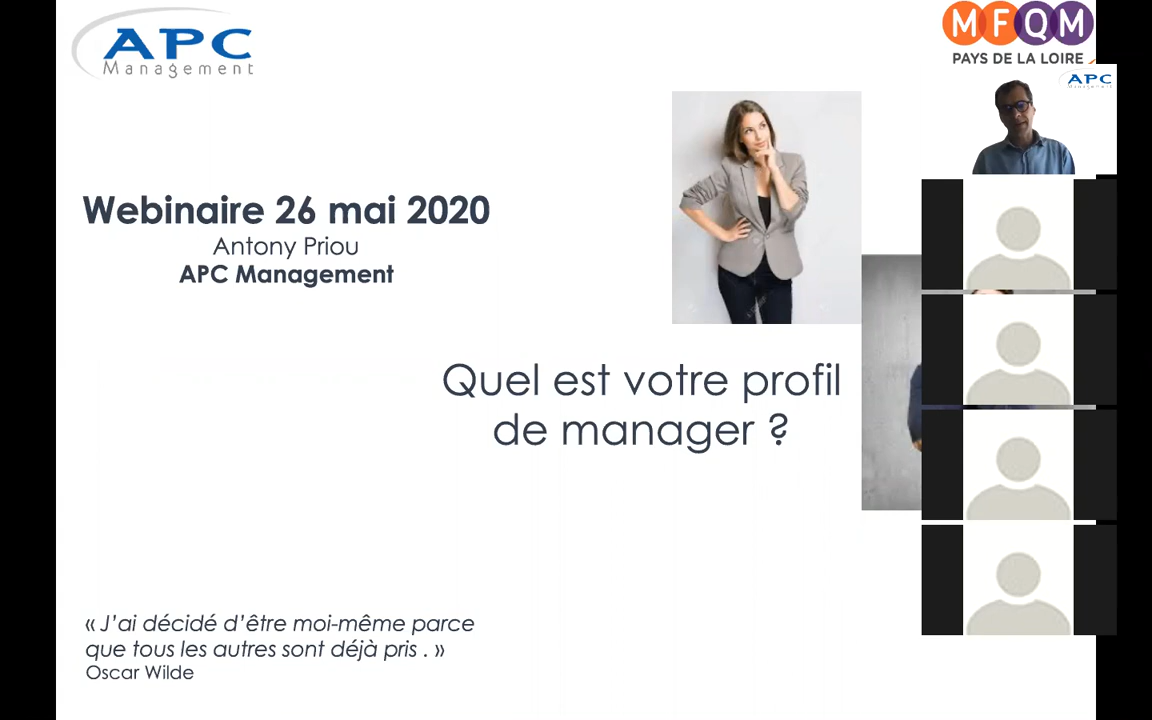 APC
Management
MFQM
PAYS DE LA LOIRE
APC
Management
Webinaire 26 mai 2020
Antony Priou
APC Management
Quel est votre profil
de manager ?
« J’ai décidé d’être moi-même parce
que tous les autres sont déjà pris . »
Oscar Wilde